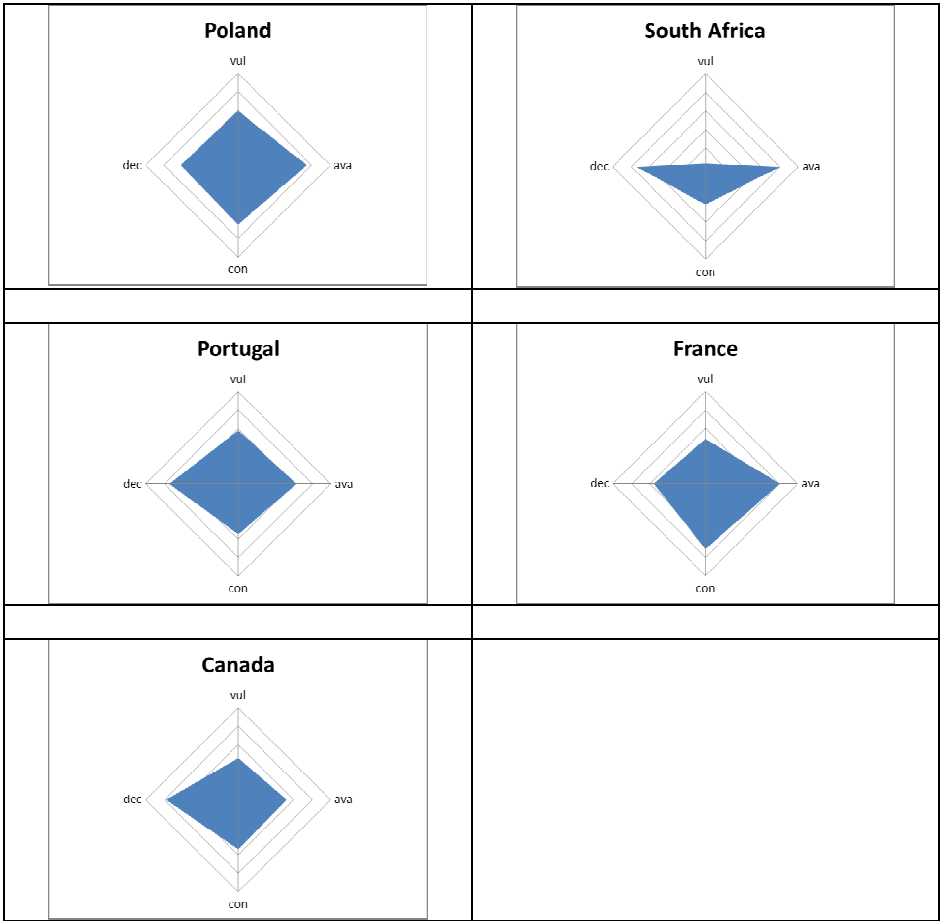 Poland
vul
dec
ava
con
South Africa
vul
dec
ava
con
Portugal
vul
dec
ava
con
France
vul
dec
ava
con
Canada
vul
dec
ava
con